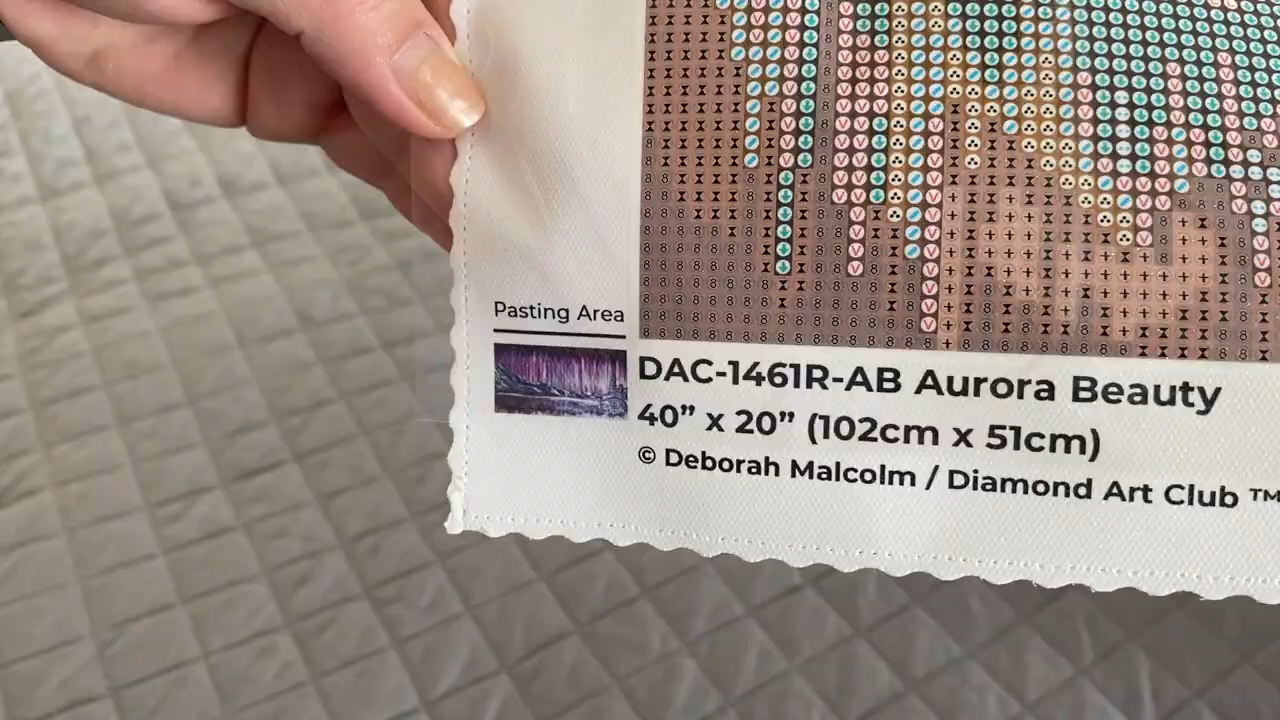 Pasting Area
DAC-1461R-AB Aurora Beauty
40” x 20” (102cm x 51cm)
© Deborah Malcolm / Diamond Art Club ™